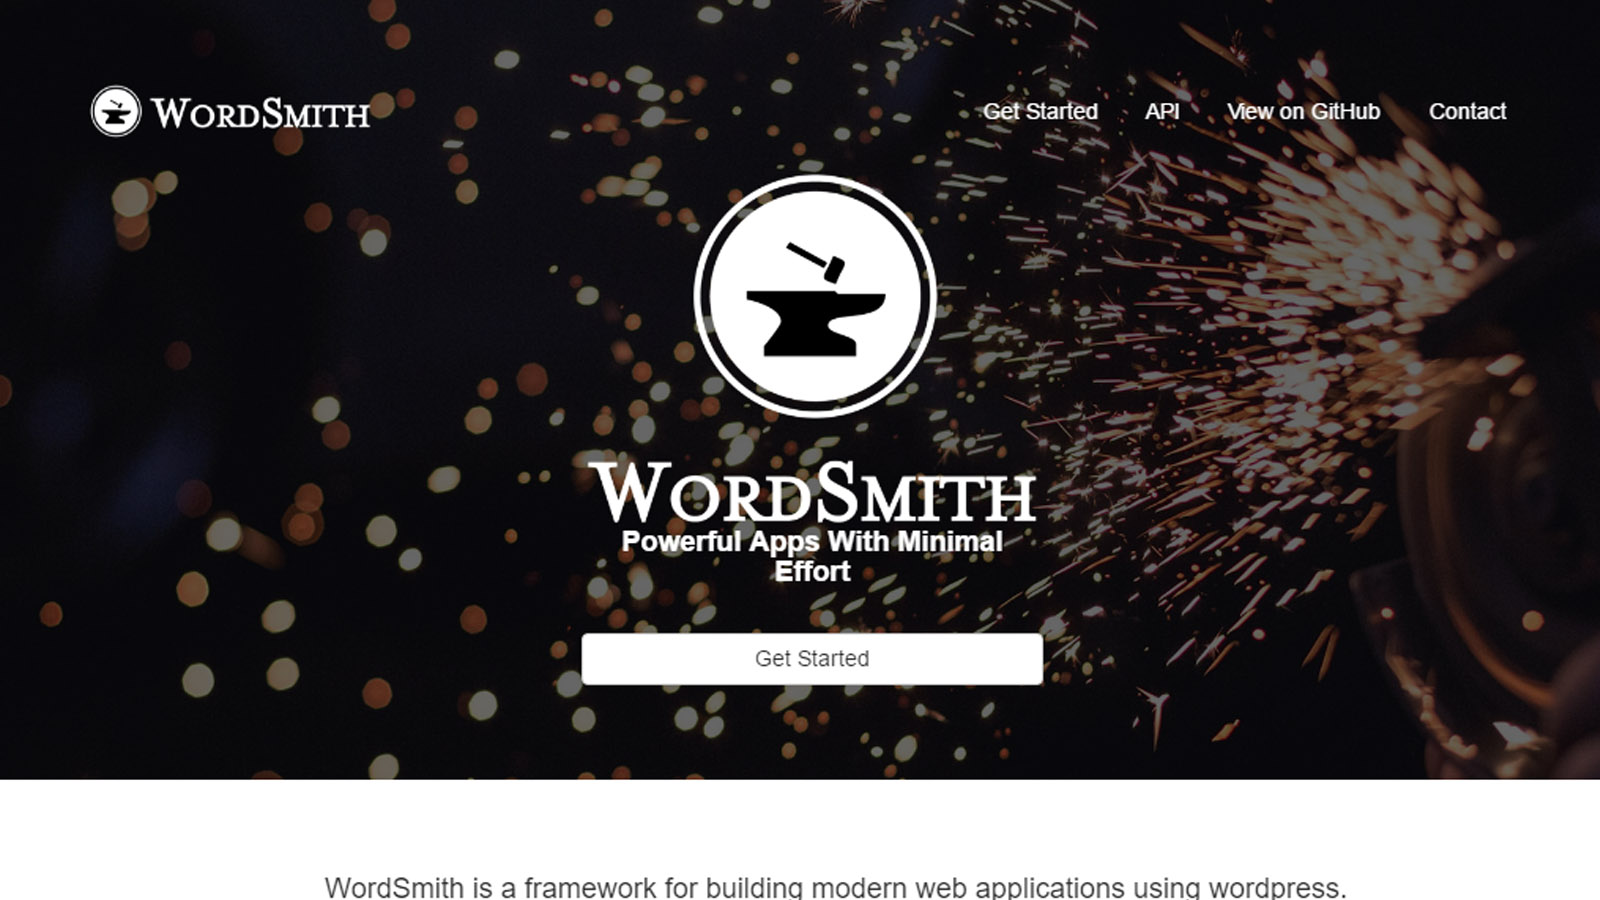 WORDSMITH
Get Started
API
View on GitHub
Contact
WORDSMITH
Powerful Apps With Minimal
Effort
Get Started
WordSmith is a framework for building modern web applications using wordpress.